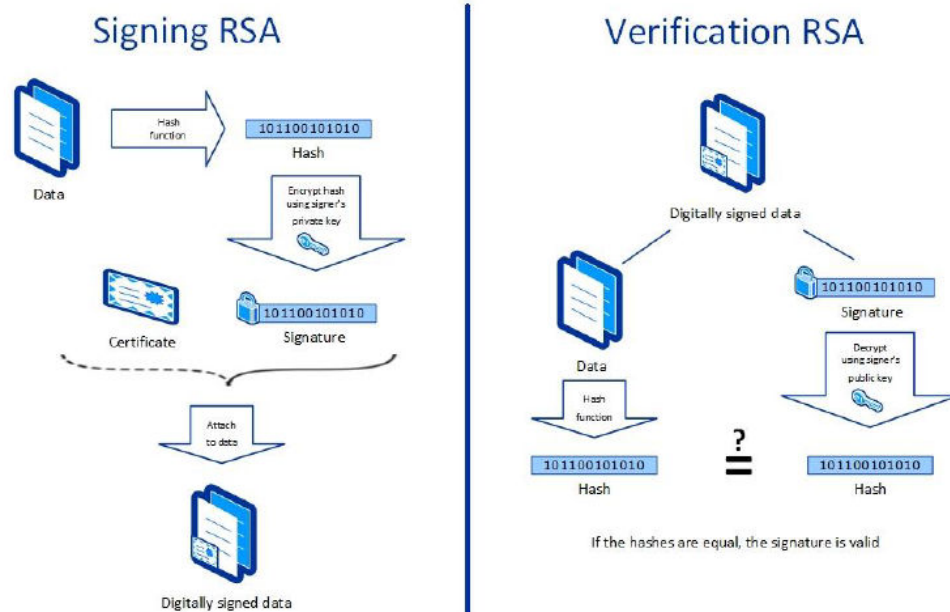 Signing RSA
Data
Hash
function
101100101010
Hash
Encrypt hash
using signer's
private key
Certificate
101100101010
Signature
Attach
to data
Digitally signed data
Verification RSA
Digitally signed data
Data
101100101010
Signature
Hash
function
Decrypt
using signer's
public key
101100101010
Hash
?
=
101100101010
Hash
If the hashes are equal, the signature is valid